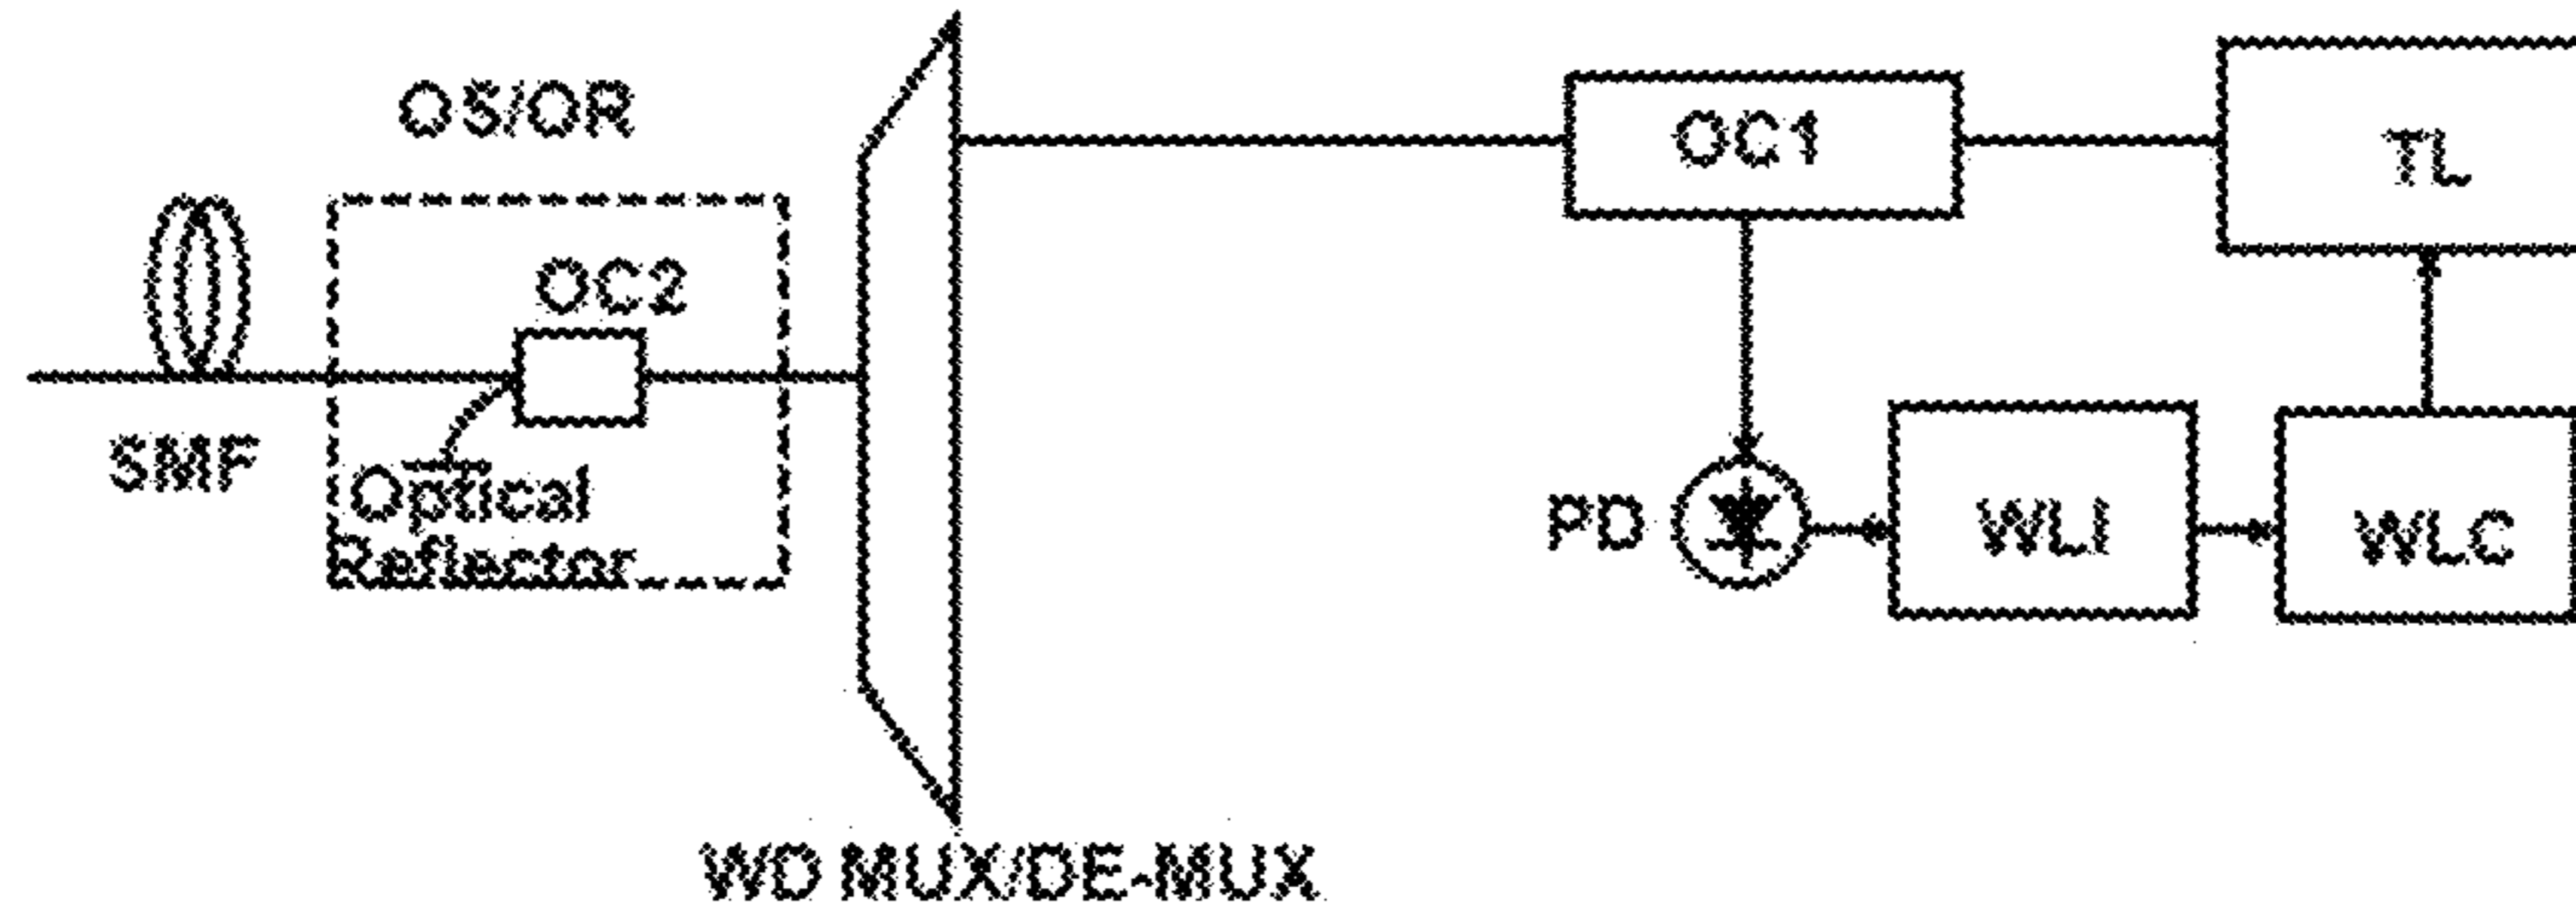 OS/OR
OC1
TL
OC2
SMF
Optical
Reflector
PD
WLI
WLC
WD MUX/DE-MUX